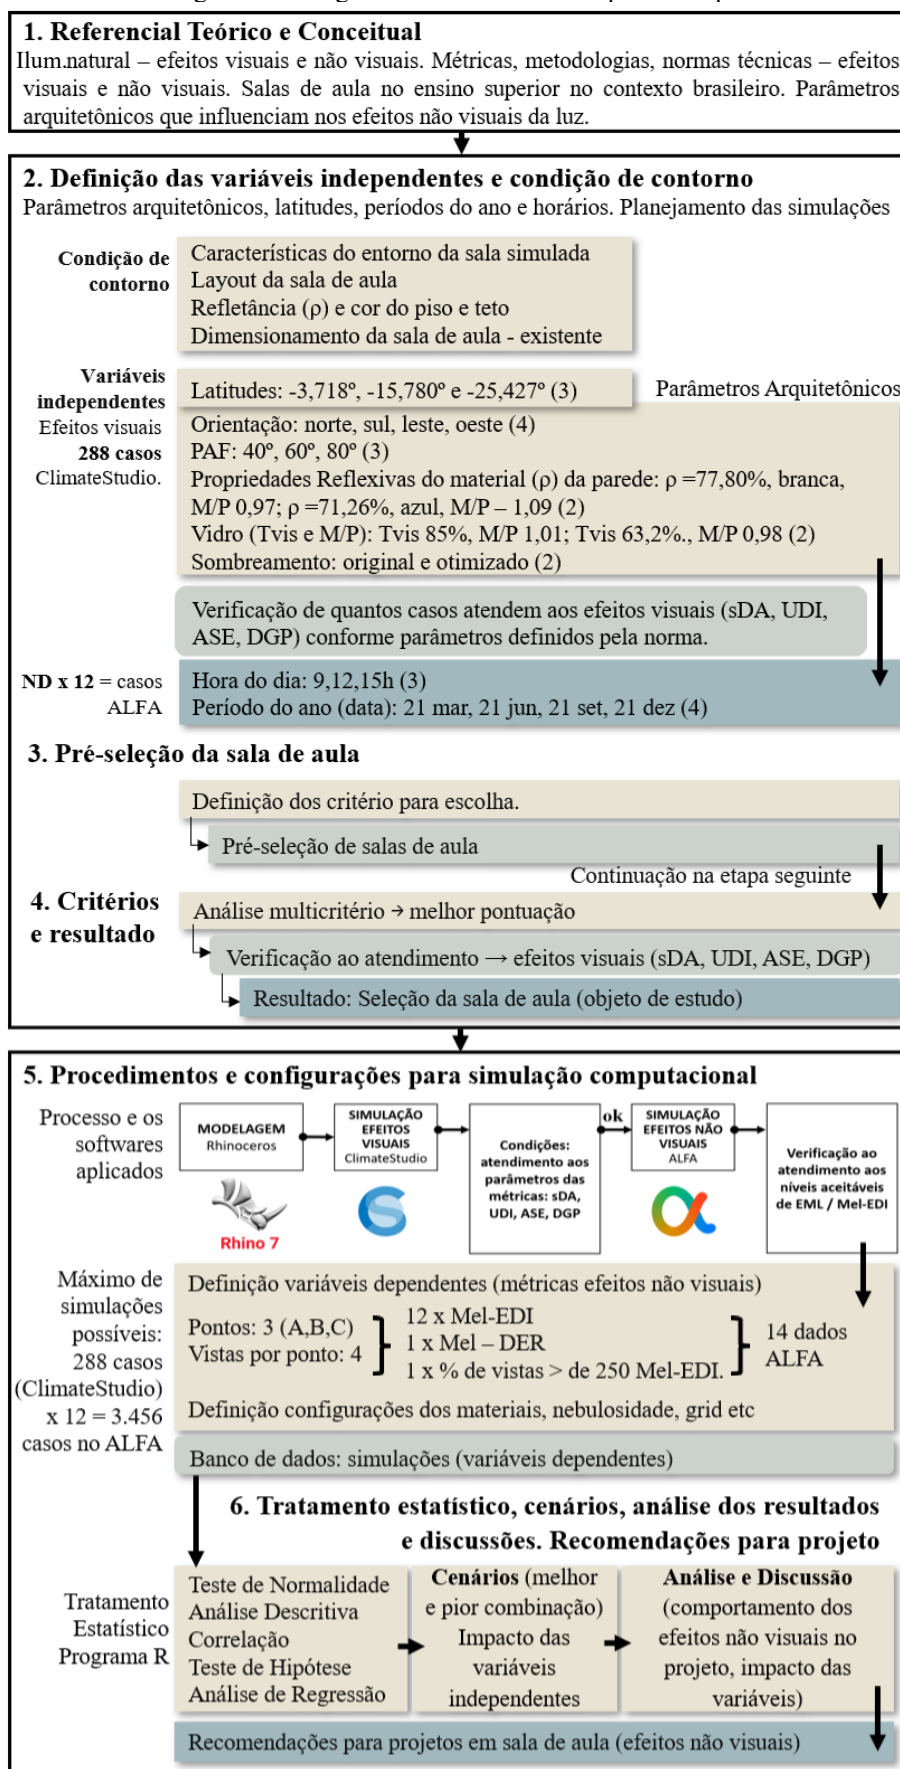 1. Referencial Teórico e Conceitual
Ilum.natural – efeitos visuais e não visuais. Métricas, metodologias, normas técnicas – efeitos
visuais e não visuais. Salas de aula no ensino superior no contexto brasileiro. Parâmetros
arquitetônicos que influenciam nos efeitos não visuais da luz.
2. Definição das variáveis independentes e condição de contorno
Parâmetros arquitetônicos, latitudes, períodos do ano e horários. Planejamento das simulações
Condição de
contorno
Características do entorno da sala simulada
Layout da sala de aula
Refletância (ρ) e cor do piso e teto
Dimensionamento da sala de aula - existente
Variáveis
independentes
Efeitos visuais
288 casos
ClimateStudio.
Latitudes: -3,718º, -15,780º e -25,427º (3)
Parâmetros Arquitetônicos
Orientação: norte, sul, leste, oeste (4)
PAF: 40º, 60º, 80º (3)
Propriedades Reflexivas do material (ρ) da parede: ρ =77,80%, branca,
M/P 0,97; ρ =71,26%, azul, M/P – 1,09 (2)
Vidro (Tvis e M/P): Tvis 85%, M/P 1,01; Tvis 63,2%., M/P 0,98 (2)
Sombreamento: original e otimizado (2)
Verificação de quantos casos atendem aos efeitos visuais (sDA, UDI,
ASE, DGP) conforme parâmetros definidos pela norma.
ND x 12 = casos
ALFA
Hora do dia: 9,12,15h (3)
Período do ano (data): 21 mar, 21 jun, 21 set, 21 dez (4)
3. Pré-seleção da sala de aula
Definição dos critério para escolha.
Pré-seleção de salas de aula
Continuação na etapa seguinte
4. Critérios
e resultado
Análise multicritério → melhor pontuação
Verificação ao atendimento → efeitos visuais (sDA, UDI, ASE, DGP)
Resultado: Seleção da sala de aula (objeto de estudo)
5. Procedimentos e configurações para simulação computacional
Processo e os
softwares
aplicados
MODELAGEM
Rhinoceros
Rhino 7
SIMULAÇÃO
EFEITOS
VISUAIS
ClimateStudio
Condições:
atendimento aos
parâmetros das
métricas: sDA,
UDI, ASE, DGP
ok
SIMULAÇÃO
EFEITOS NÃO
VISUAIS
ALFA
Verificação ao
atendimento aos
níveis aceitáveis
de EML / Mel-EDI
Máximo de
simulações
possíveis:
288 casos
(ClimateStudio)
x 12 = 3.456
casos no ALFA
Definição variáveis dependentes (métricas efeitos não visuais)
Pontos: 3 (A,B,C)
Vistas por ponto: 4
12 x Mel-EDI
1 x Mel – DER
1 x % de vistas > de 250 Mel-EDI.
14 dados
ALFA
Definição configurações dos materiais, nebulosidade, grid etc
Banco de dados: simulações (variáveis dependentes)
6. Tratamento estatístico, cenários, análise dos resultados
e discussões. Recomendações para projeto
Tratamento
Estatístico
Programa R
Teste de Normalidade
Análise Descritiva
Correlação
Teste de Hipótese
Análise de Regressão
Cenários (melhor
e pior combinação)
Impacto das
variáveis
independentes
Análise e Discussão
(comportamento dos
efeitos não visuais no
projeto, impacto das
variáveis)
Recomendações para projetos em sala de aula (efeitos não visuais)